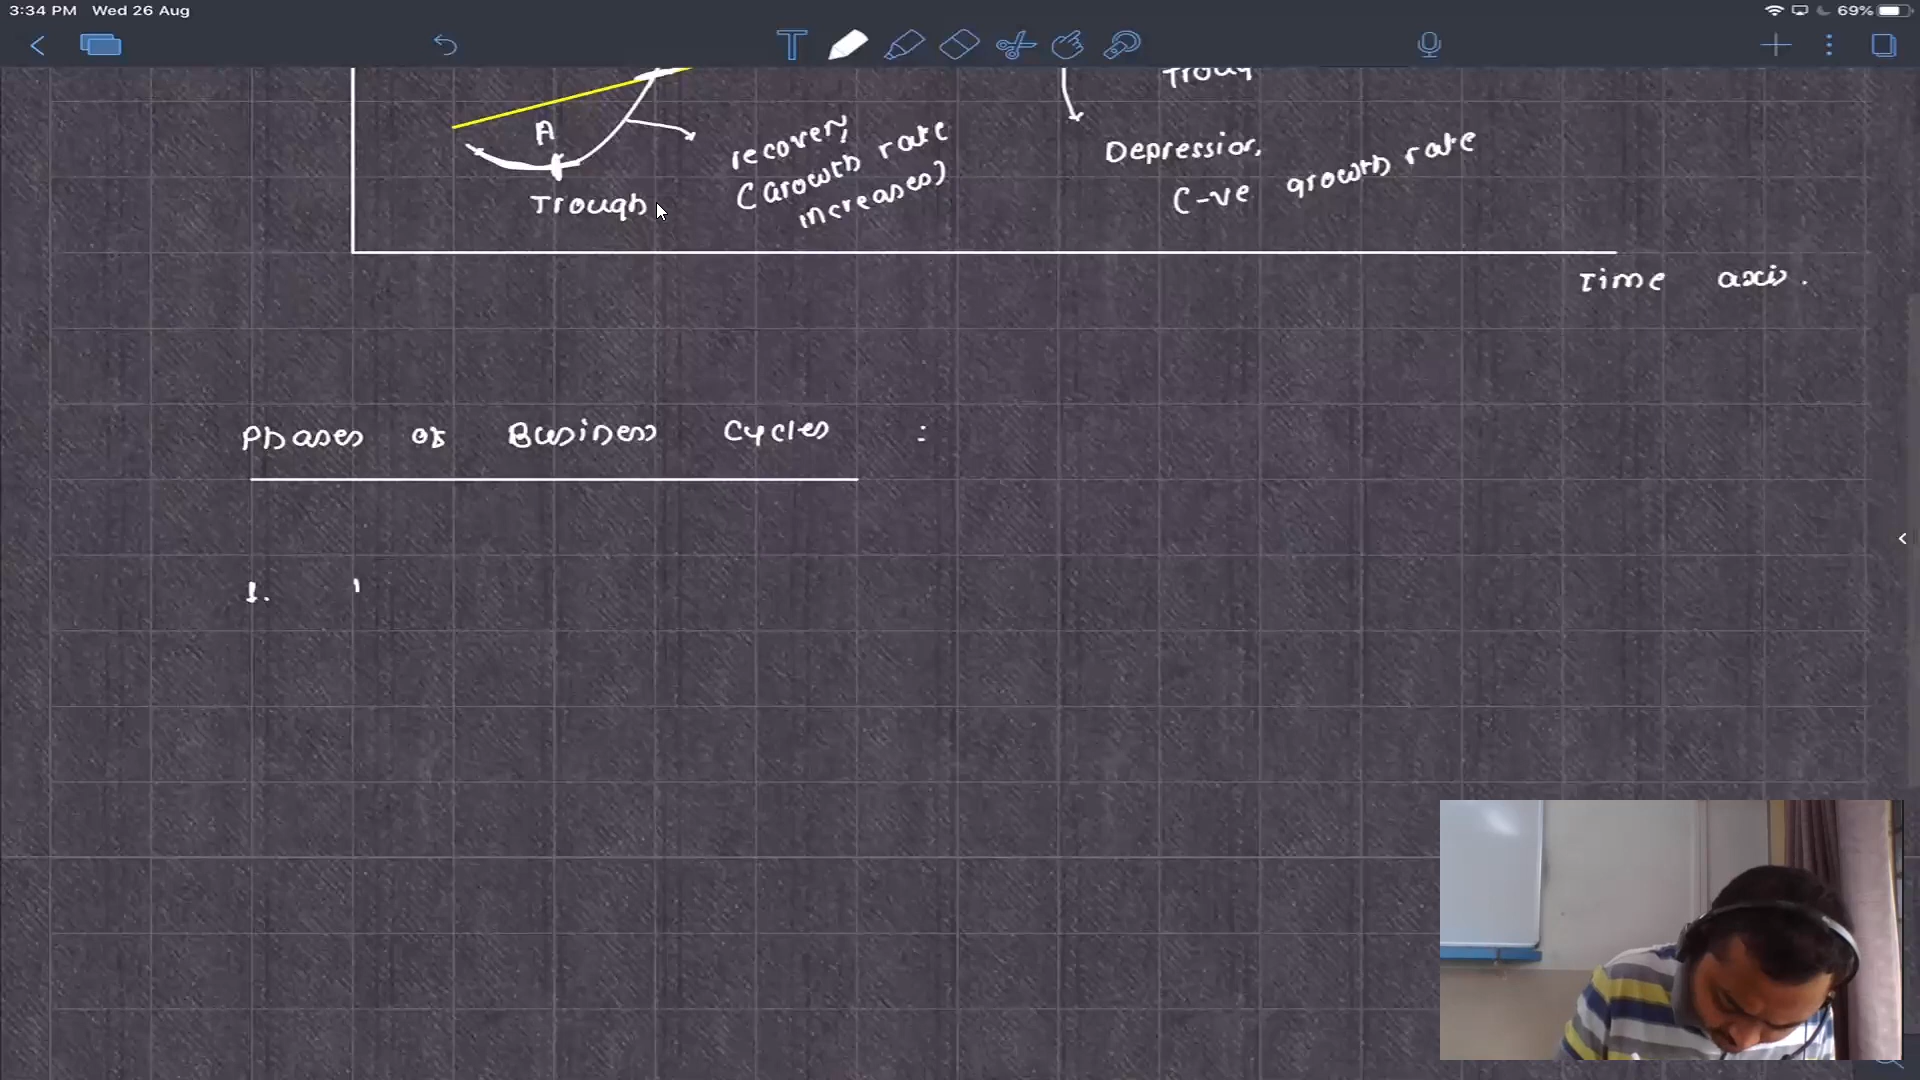 3:34 PM Wed 26 Aug
69%
T
Trough
A
recovery
(Growth rate
increases)
Trough
Depression
(-ve growth rate
Time axis.
Phases of Business Cycles :
1.